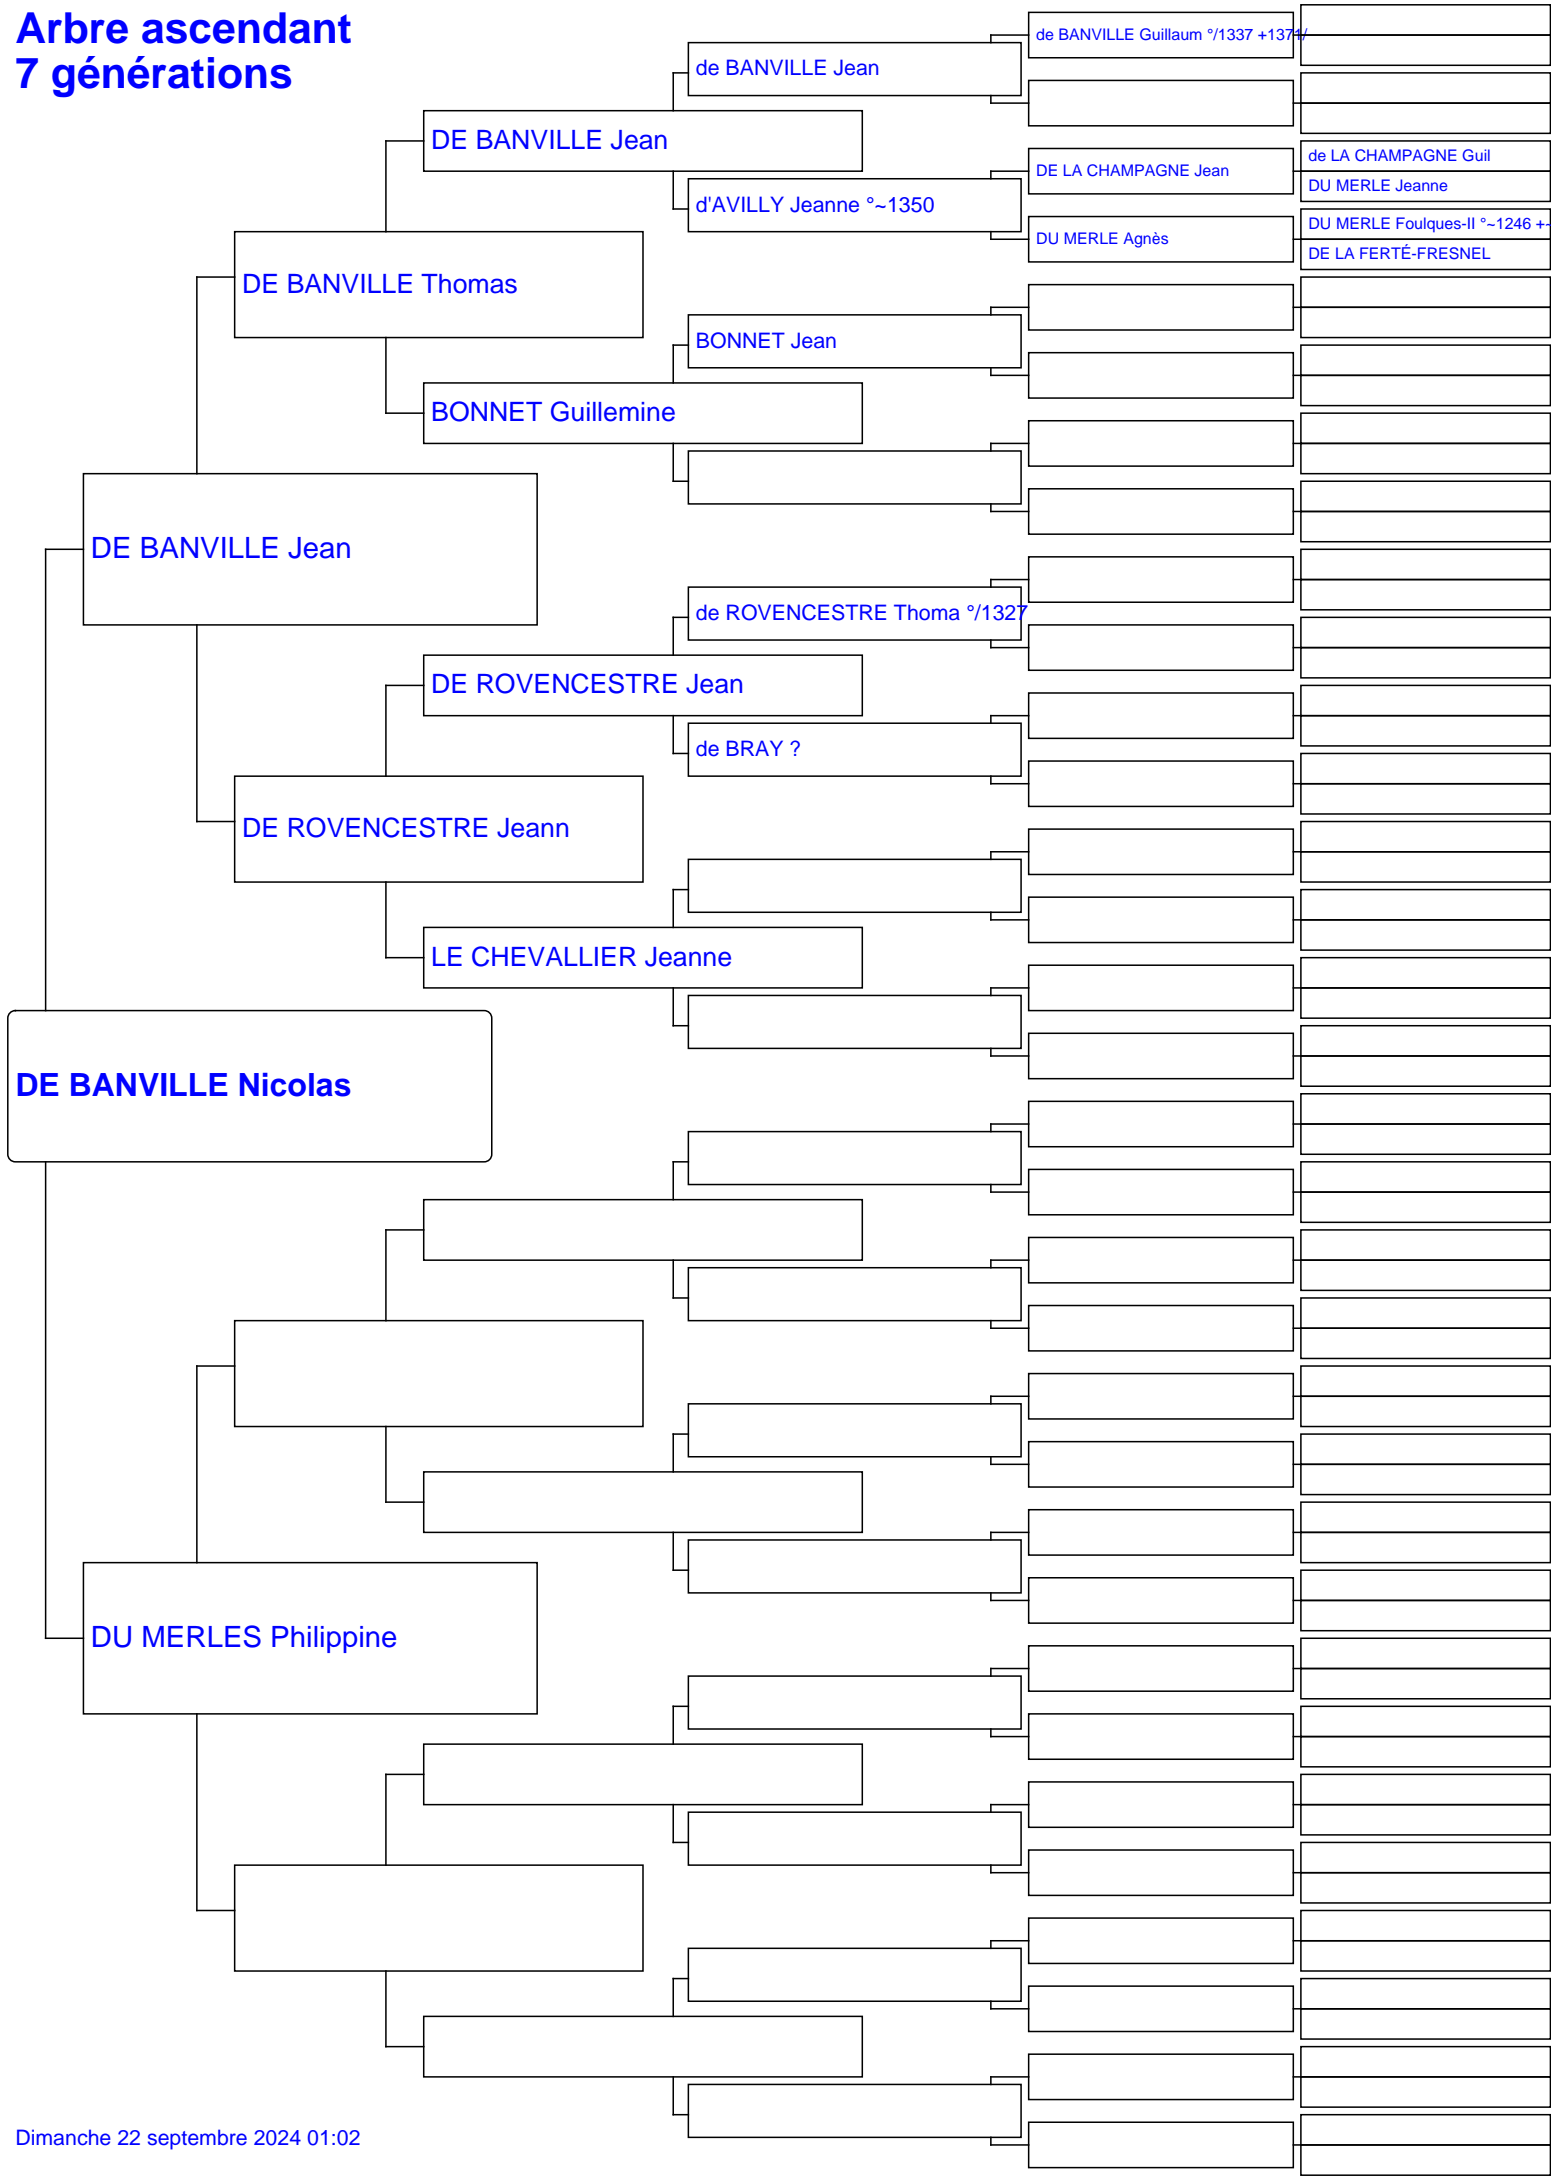 Arbre ascendant
7 générations
de BANVILLE Guillaum °/1337 +1371/
de BANVILLE Jean
DE BANVILLE Jean
de LA CHAMPAGNE Guil
DE LA CHAMPAGNE Jean
DU MERLE Jeanne
d'AVILLY Jeanne °~1350
DU MERLE Foulques-II °~1246 +~
DU MERLE Agnès
DE LA FERTÉ-FRESNEL
DE BANVILLE Thomas
BONNET Jean
BONNET Guillemine
DE BANVILLE Jean
de ROVENCESTRE Thoma °/1327
DE ROVENCESTRE Jean
de BRAY ?
DE ROVENCESTRE Jeann
LE CHEVALLIER Jeanne
DE BANVILLE Nicolas
DU MERLES Philippine
Dimanche 22 septembre 2024 01:02